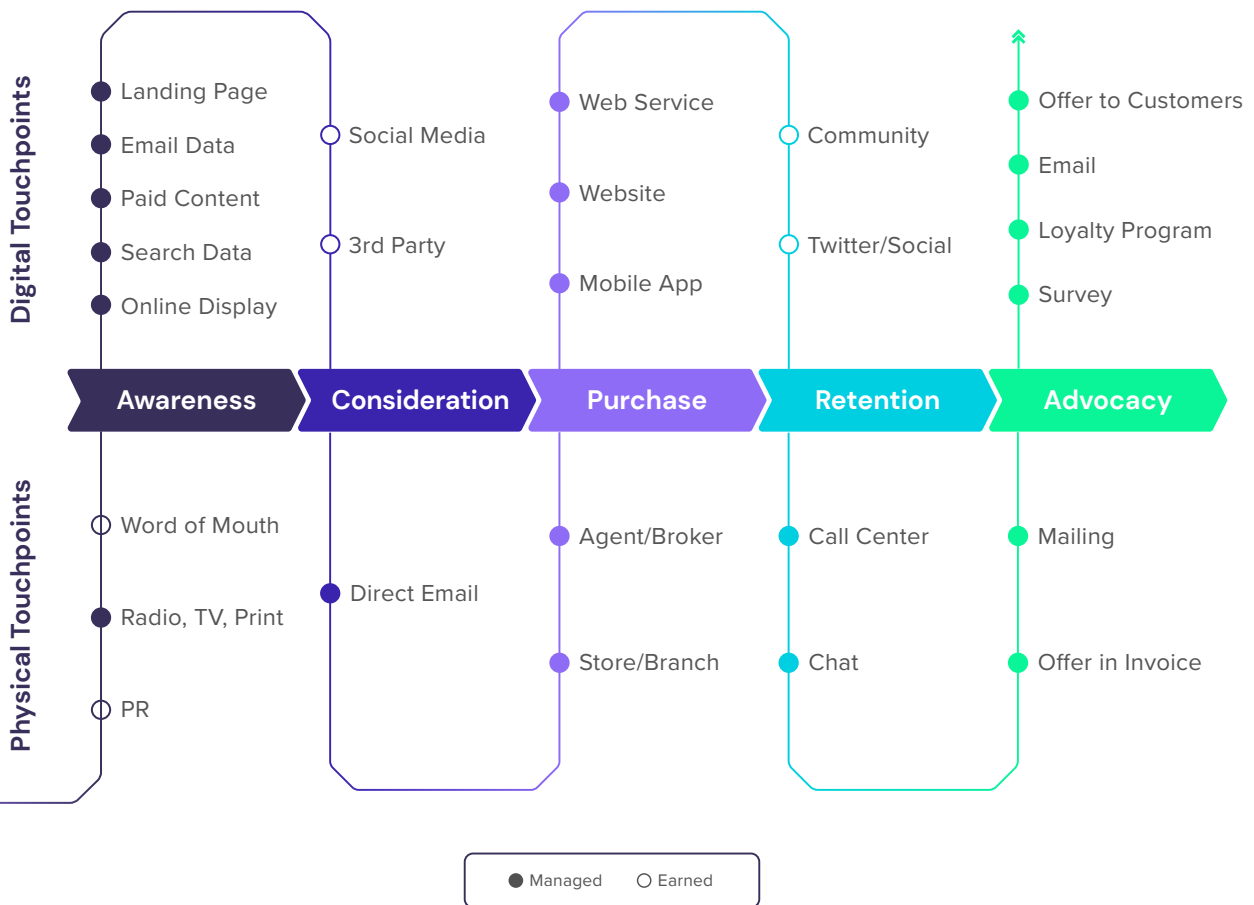 Digital Touchpoints
Landing Page
Email Data
Paid Content
Search Data
Online Display
Social Media
3rd Party
Web Service
Website
Mobile App
Community
Twitter/Social
Offer to Customers
Email
Loyalty Program
Survey
Awareness
Consideration
Purchase
Retention
Advocacy
Physical Touchpoints
Word of Mouth
Radio, TV, Print
PR
Direct Email
Agent/Broker
Store/Branch
Call Center
Chat
Mailing
Offer in Invoice
Managed
Earned